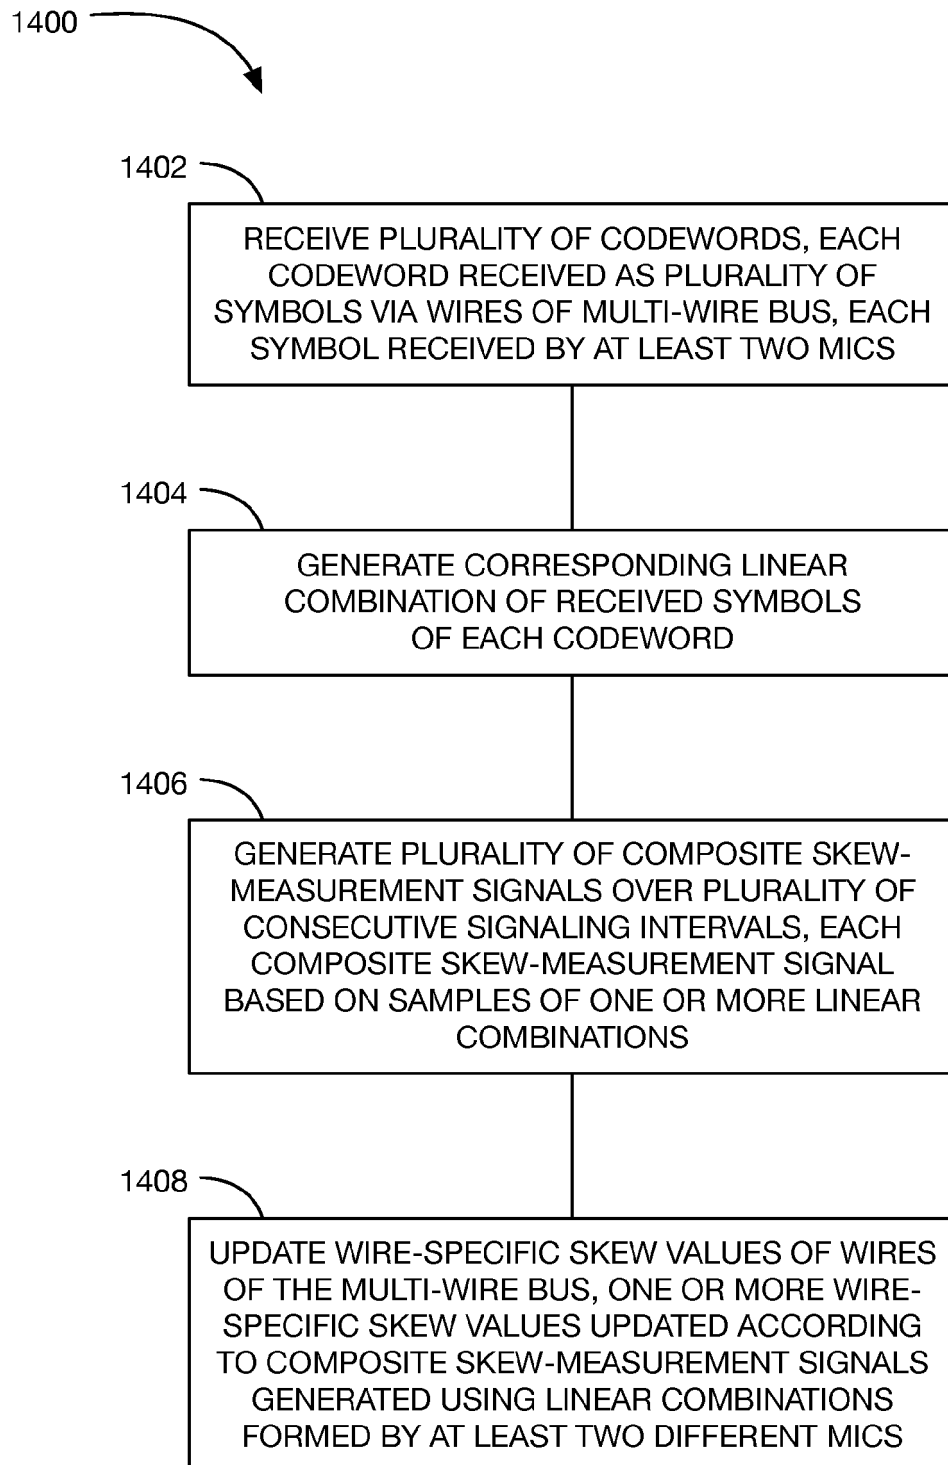 1400
1402
RECEIVE PLURALITY OF CODEWORDS, EACH
CODEWORD RECEIVED AS PLURALITY OF
SYMBOLS VIA WIRES OF MULTI-WIRE BUS, EACH
SYMBOL RECEIVED BY AT LEAST TWO MICS
1404
GENERATE CORRESPONDING LINEAR
COMBINATION OF RECEIVED SYMBOLS
OF EACH CODEWORD
1406
GENERATE PLURALITY OF COMPOSITE SKEW-
MEASUREMENT SIGNALS OVER PLURALITY OF
CONSECUTIVE SIGNALING INTERVALS, EACH
COMPOSITE SKEW-MEASUREMENT SIGNAL
BASED ON SAMPLES OF ONE OR MORE LINEAR
COMBINATIONS
1408
UPDATE WIRE-SPECIFIC SKEW VALUES OF WIRES
OF THE MULTI-WIRE BUS, ONE OR MORE WIRE-
SPECIFIC SKEW VALUES UPDATED ACCORDING
TO COMPOSITE SKEW-MEASUREMENT SIGNALS
GENERATED USING LINEAR COMBINATIONS
FORMED BY AT LEAST TWO DIFFERENT MICS